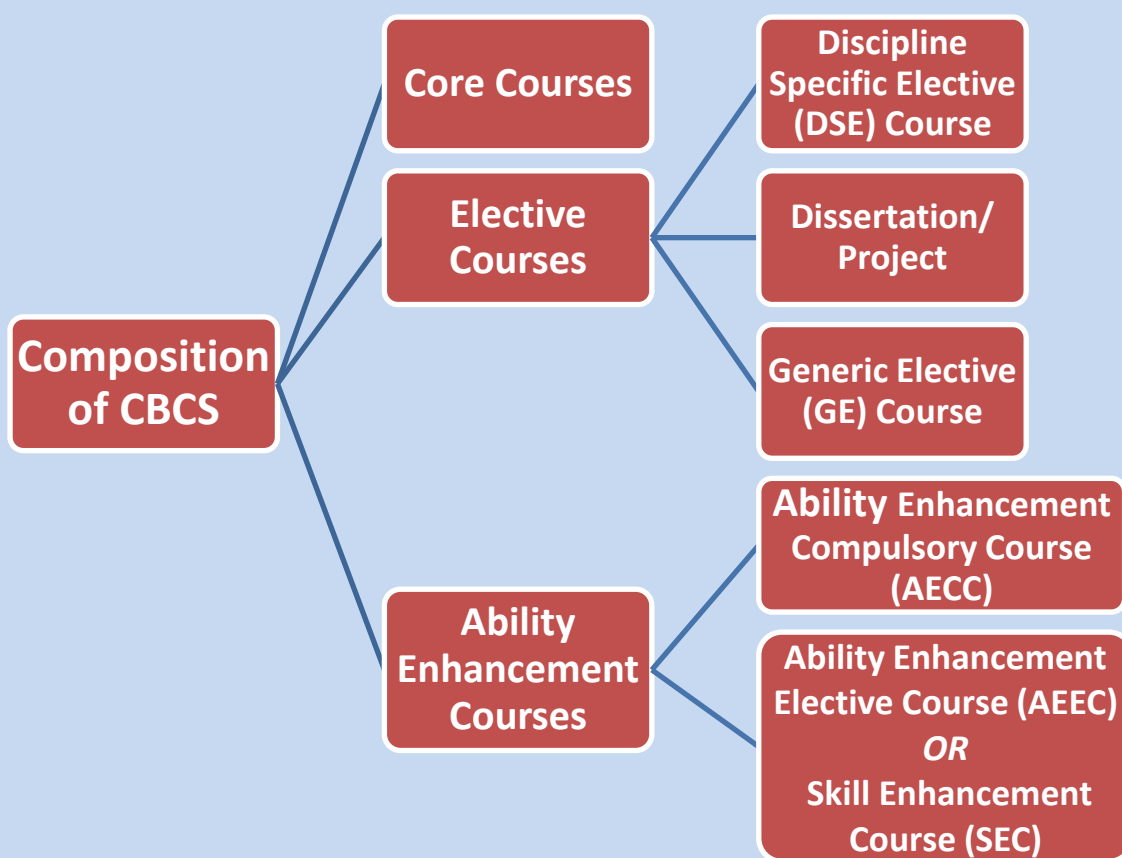 Composition
of CBCS
Core Courses
Elective
Courses
Discipline
Specific Elective
(DSE) Course
Dissertation/
Project
Generic Elective
(GE) Course
Ability
Enhancement
Courses
Ability Enhancement
Compulsory Course
(AECC)
Ability Enhancement
Elective Course (AEEC)
OR
Skill Enhancement
Course (SEC)